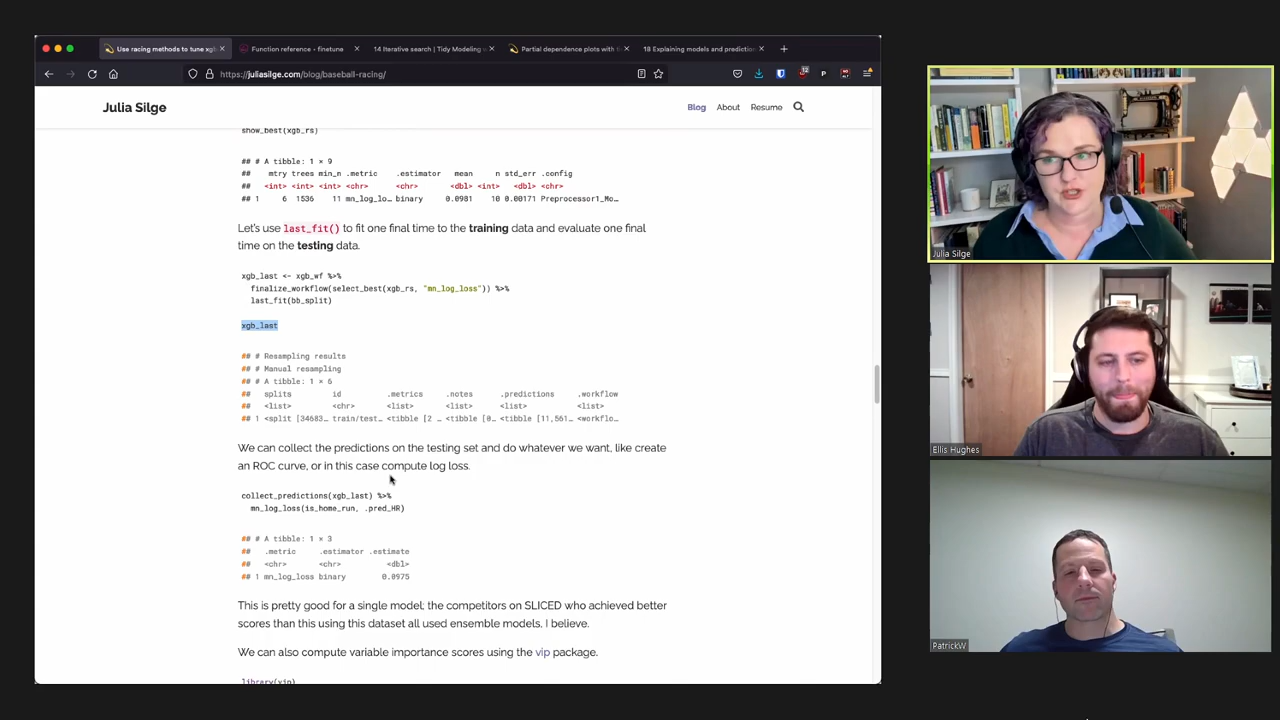 Use racing methods to tune xgb
Function reference • finetune
14 Iterative search | Tidy Modeling w
Partial dependence plots with ti
18 Explaining models and prediction
https://juliasilge.com/blog/baseball-racing/
12
P
Julia Silge
Blog
About
Resume
show_best(xgb_rs)
## # A tibble: 1 × 9
##    mtry trees min_n .metric   .estimator   mean     n std_err .config
##   <int> <int> <int> <chr>     <chr>       <dbl> <int>   <dbl> <chr>
## 1     6  1536    11 mn_log_lo… binary     0.0981    10 0.00171 Preprocessor1_Mo…
Let's use last_fit() to fit one final time to the training data and evaluate one final
time on the testing data.
xgb_last <- xgb_wf %>%
  finalize_workflow(select_best(xgb_rs, "mn_log_loss")) %>%
  last_fit(bb_split)
xgb_last
## # Resampling results
## # Manual resampling
## # A tibble: 1 × 6
##   splits         id         .metrics    .notes     .predictions   .workflow
##   <list>         <chr>      <list>      <list>     <list>         <list>
## 1 <split [34683… train/test… <tibble [2 … <tibble [0… <tibble [11,561… <workflo…
We can collect the predictions on the testing set and do whatever we want, like create
an ROC curve, or in this case compute log loss.
collect_predictions(xgb_last) %>%
  mn_log_loss(is_home_run, .pred_HR)
## # A tibble: 1 × 3
##   .metric     .estimator .estimate
##   <chr>       <chr>          <dbl>
## 1 mn_log_loss binary        0.0975
This is pretty good for a single model; the competitors on SLICED who achieved better
scores than this using this dataset all used ensemble models, I believe.
We can also compute variable importance scores using the vip package.
library(vip)
Julia Silge
Ellis Hughes
PatrickW